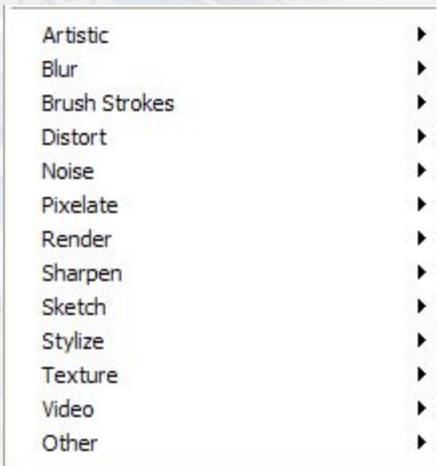 Artistic
Blur
Brush Strokes
Distort
Noise
Pixelate
Render
Sharpen
Sketch
Stylize
Texture
Video
Other